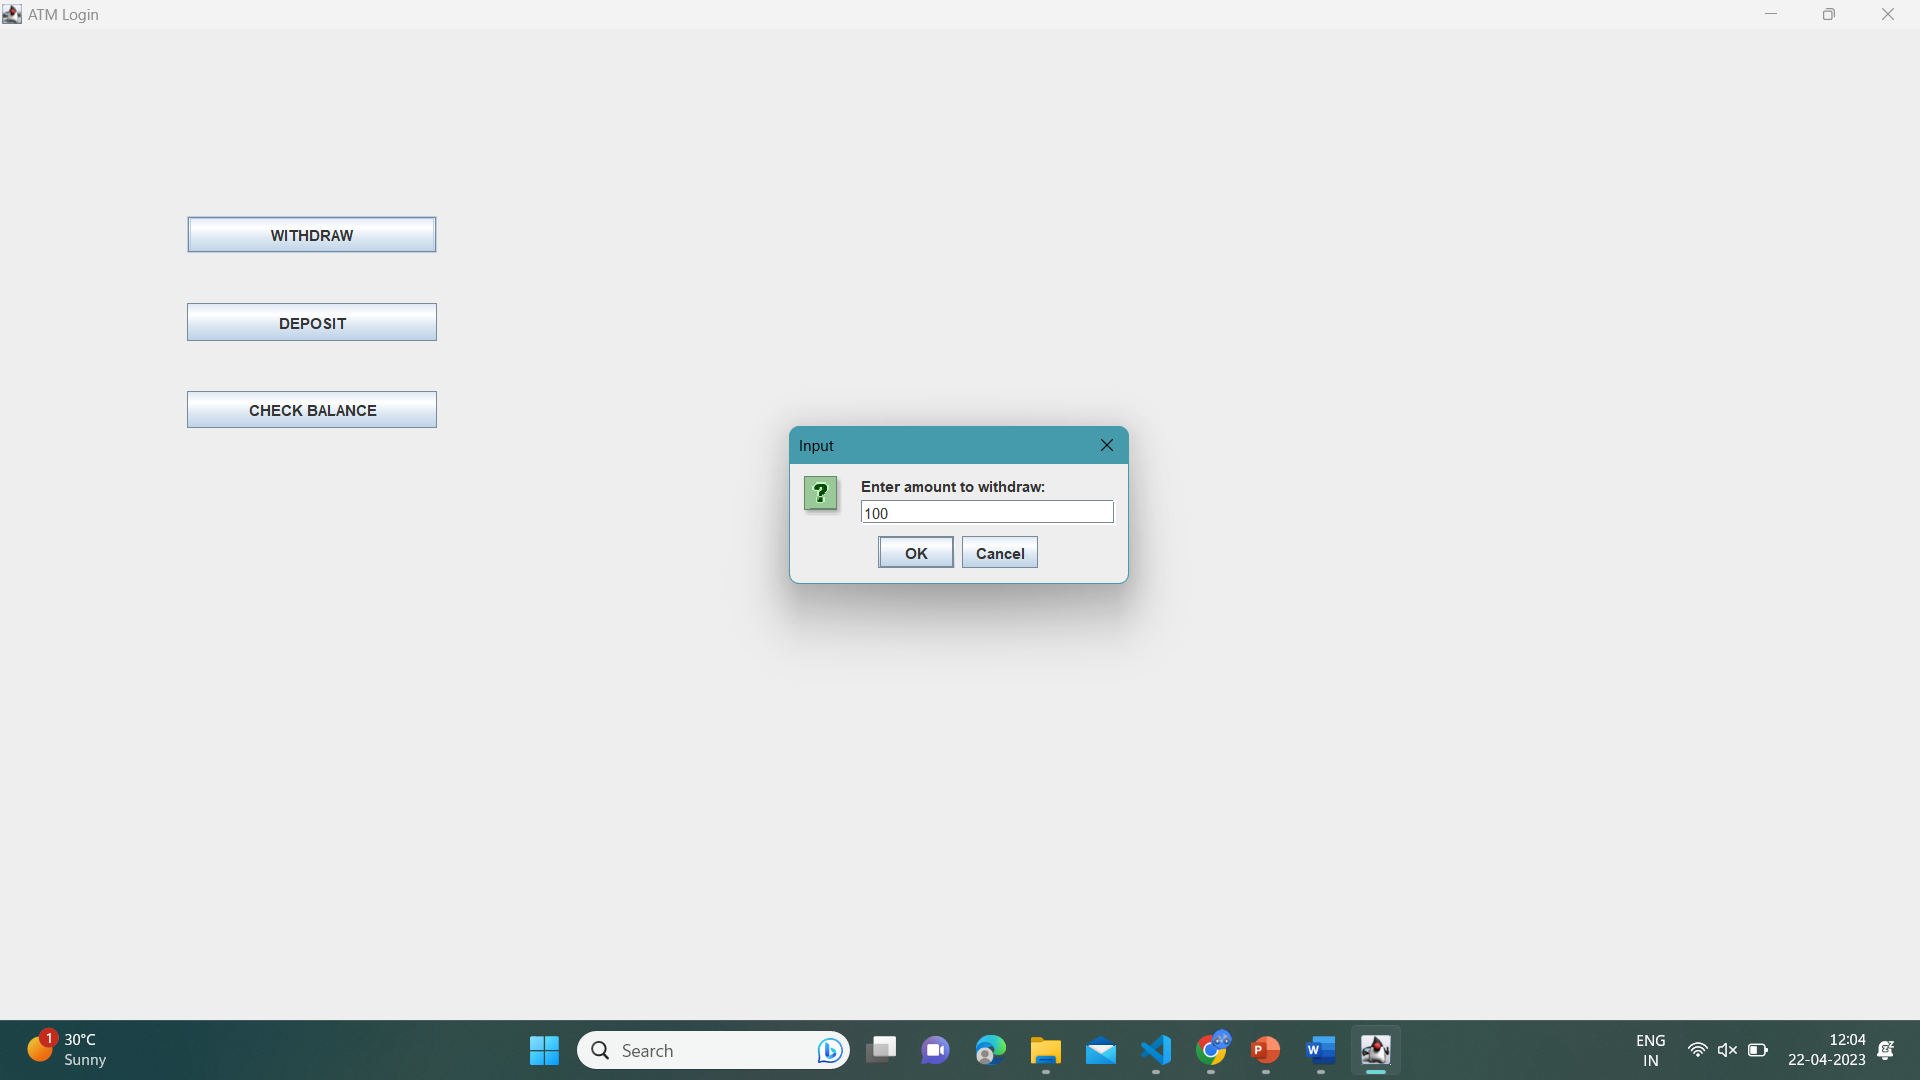 ATM Login
WITHDRAW
DEPOSIT
CHECK BALANCE
Input
?
Enter amount to withdraw:
100
OK
Cancel
1
30°C
Sunny
Search
P
W
ENG
IN
12:04
22-04-2023